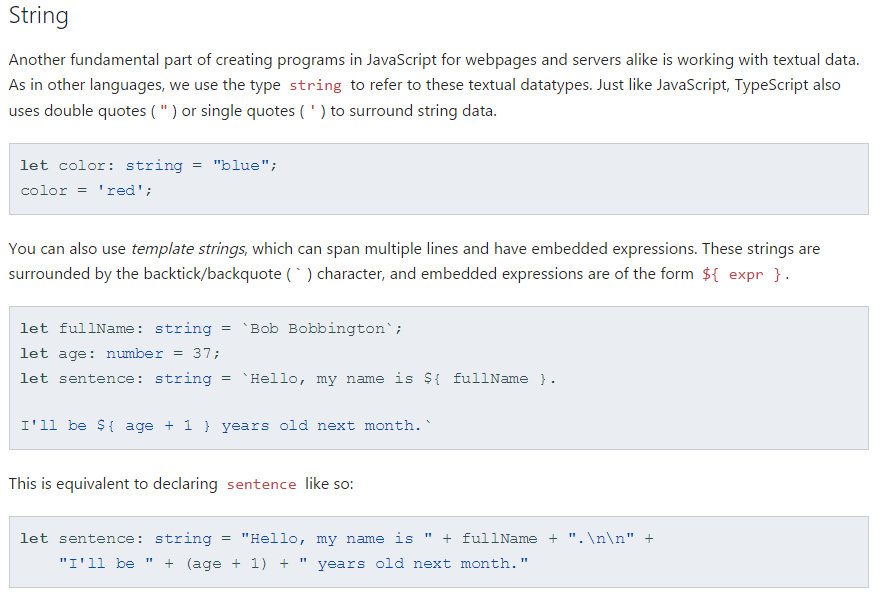 String
Another fundamental part of creating programs in JavaScript for webpages and servers alike is working with textual data.
As in other languages, we use the type string to refer to these textual datatypes. Just like JavaScript, TypeScript also
uses double quotes ( " ) or single quotes ( ' ) to surround string data.
let color: string = "blue";
color = 'red';
You can also use template strings, which can span multiple lines and have embedded expressions. These strings are
surrounded by the backtick/backquote ( ` ) character, and embedded expressions are of the form ${ expr } .
let fullName: string = `Bob Bobbington`;
let age: number = 37;
let sentence: string = `Hello, my name is ${ fullName }.
I'll be ${ age + 1 } years old next month.`
This is equivalent to declaring sentence like so:
let sentence: string = "Hello, my name is " + fullName + ".\n\n" +
    "I'll be " + (age + 1) + " years old next month."